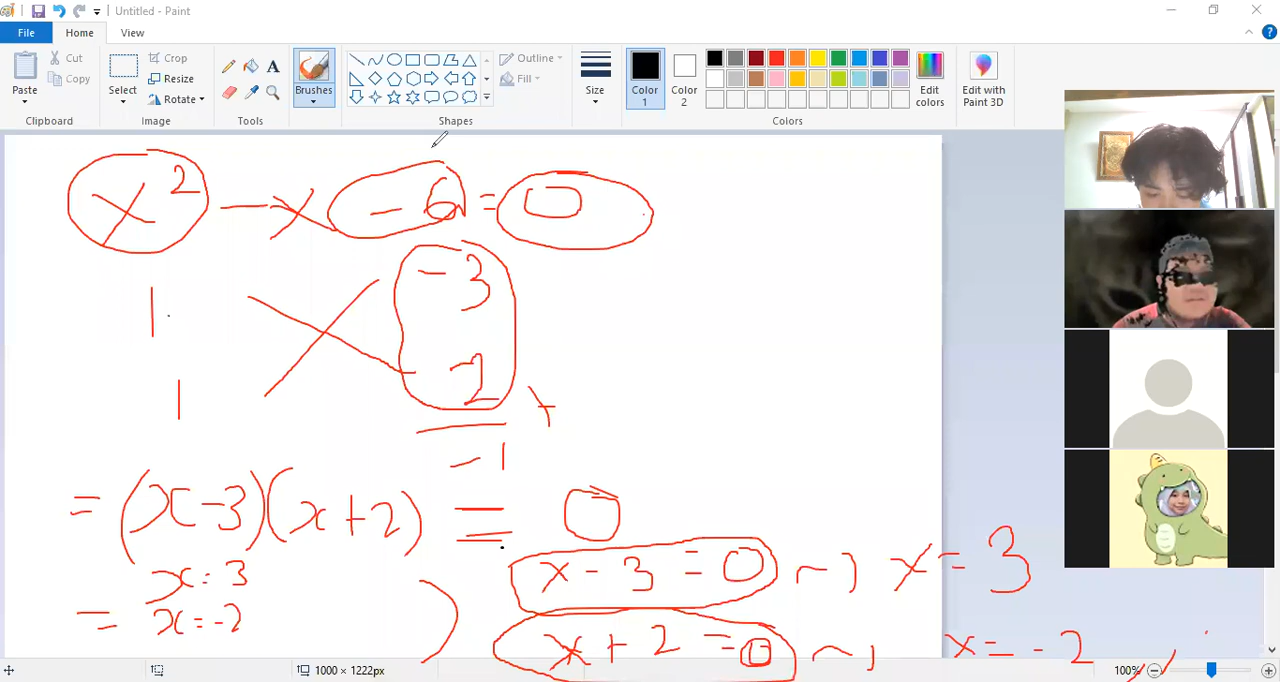 Untitled - Paint
File Home View
Paste Cut Copy Clipboard
Select Crop Resize Rotate Image
A Tools
Brushes
Outline Fill Shapes
Size
Color 1 Color 2 Edit colors Colors
Edit with Paint 3D
x² - x - 6 = 0
1 -3
1 2 +
-1
= (x-3)(x+2) = 0
x = 3
= x = -2
x - 3 = 0 ~ x = 3
x + 2 = 0 ~ x = -2
1000 × 1222px 100%